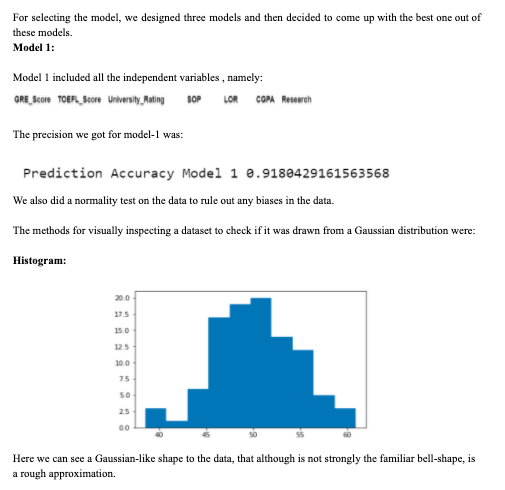 For selecting the model, we designed three models and then decided to come up with the best one out of
these models.
Model 1:
Model 1 included all the independent variables , namely:
GRE_Score TOEFL_Score University_Rating SOP LOR CGPA Research
The precision we got for model-1 was:
Prediction Accuracy Model 1 0.9180429161563568
We also did a normality test on the data to rule out any biases in the data.
The methods for visually inspecting a dataset to check if it was drawn from a Gaussian distribution were:
Histogram:
20.0
17.5
15.0
12.5
10.0
7.5
5.0
2.5
0.0
40 45 50 55 60
Here we can see a Gaussian-like shape to the data, that although is not strongly the familiar bell-shape, is
a rough approximation.